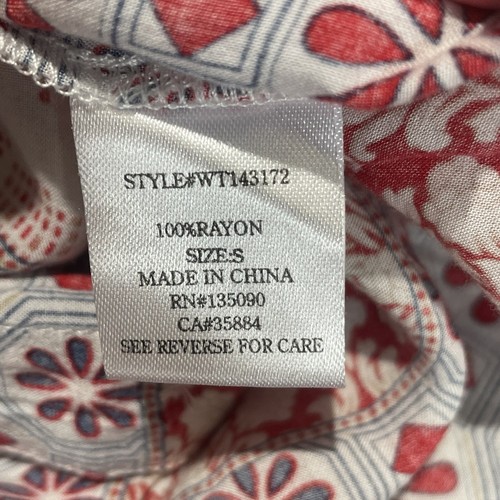 STYLE#WT143172
100%RAYON
SIZE:S
MADE IN CHINA
RN#135090
CA#35884
SEE REVERSE FOR CARE